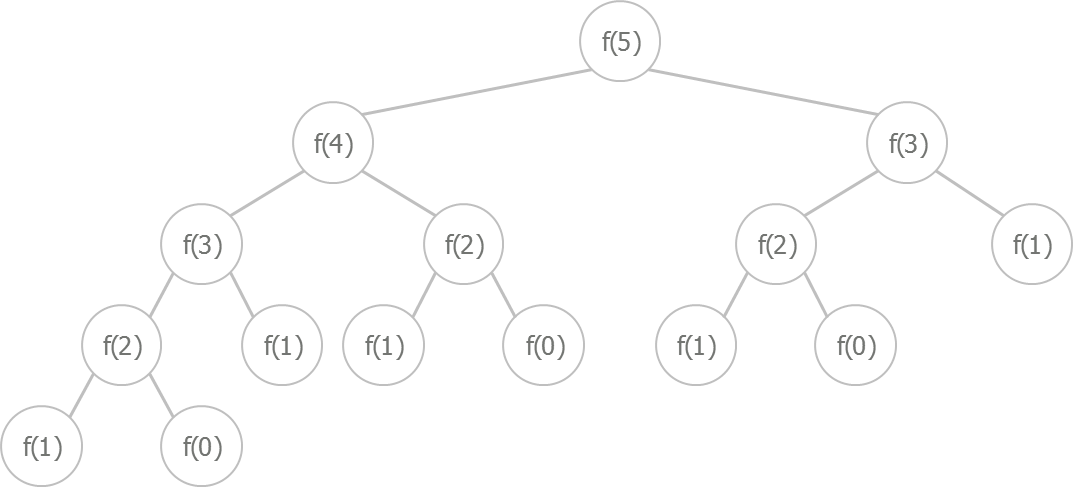 f(5)
f(4) f(3)
f(3) f(2) f(2) f(1)
f(2) f(1) f(1) f(0) f(1) f(0)
f(1) f(0)